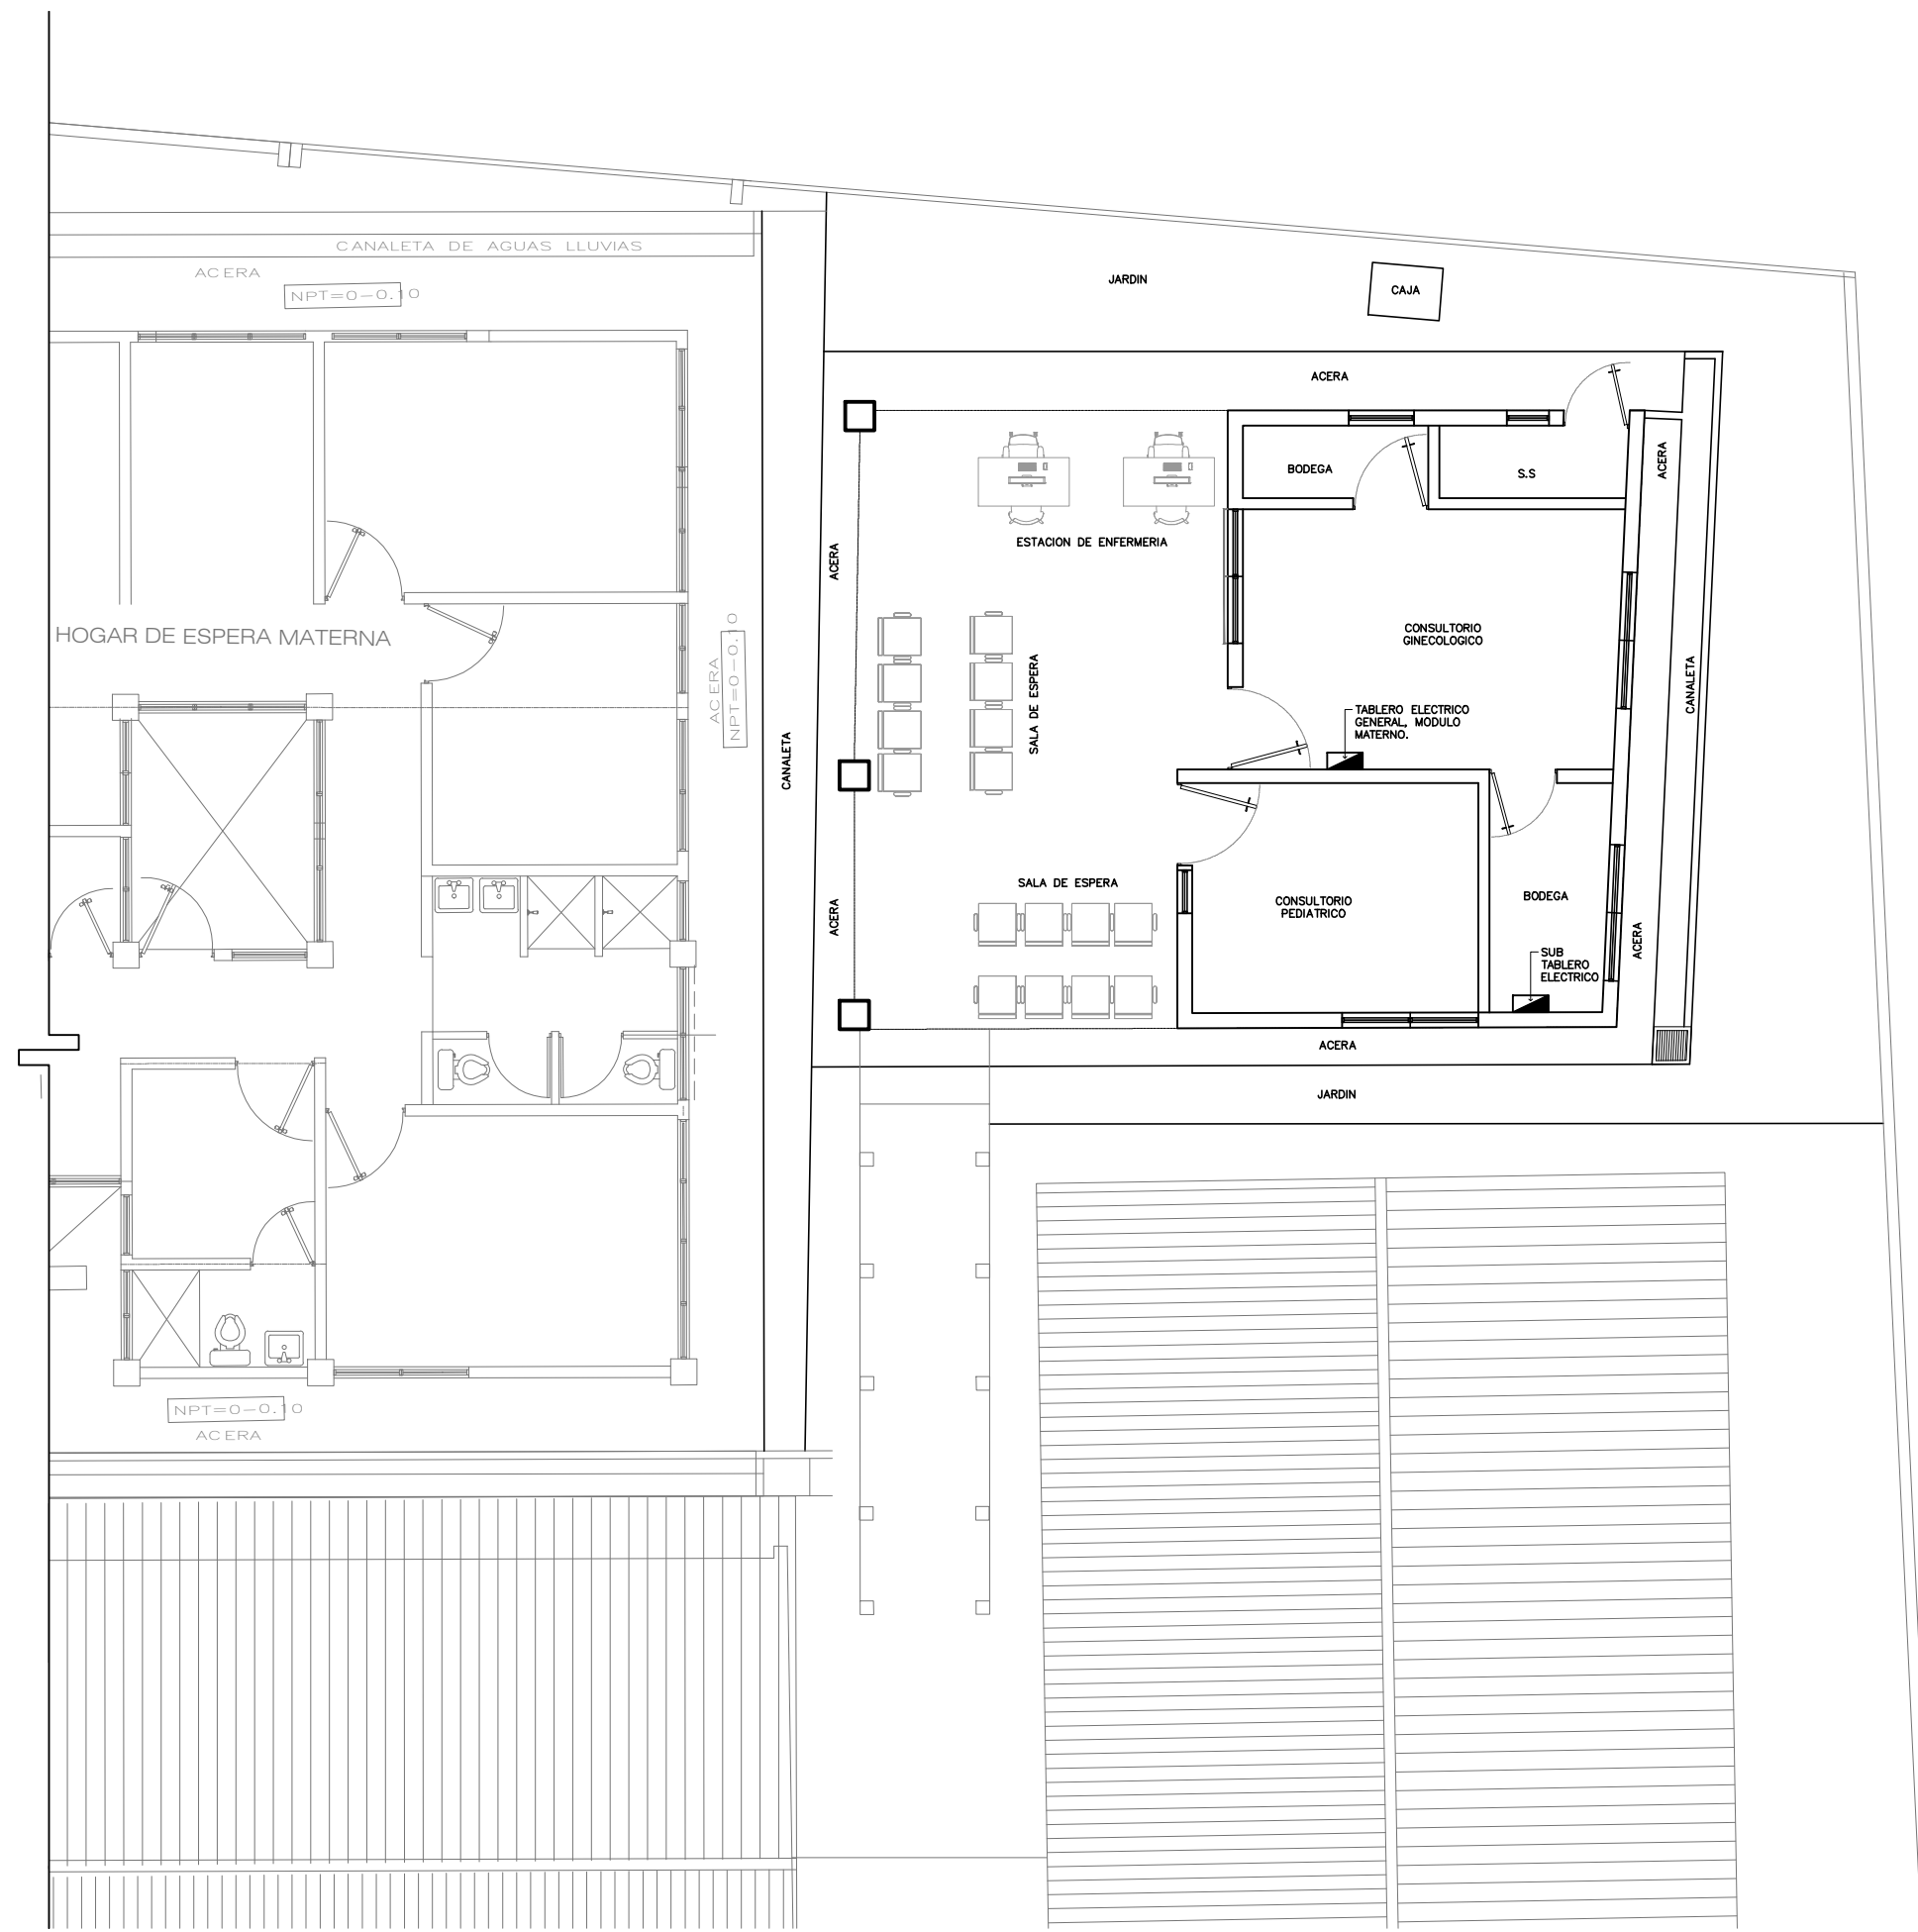 CANALETA DE AGUAS LLUVIAS
ACERA
NPT=0-0.10
HOGAR DE ESPERA MATERNA
ACERA
NPT=0-0.10
NPT=0-0.10
ACERA
CANALETA
JARDIN
CAJA
ACERA
ACERA
BODEGA
S.S
ESTACION DE ENFERMERIA
ACERA
SALA DE ESPERA
CONSULTORIO
GINECOLOGICO
CANALETA
TABLERO ELECTRICO
GENERAL, MODULO
MATERNO.
SALA DE ESPERA
ACERA
CONSULTORIO
PEDIATRICO
BODEGA
ACERA
SUB
TABLERO
ELECTRICO
ACERA
JARDIN